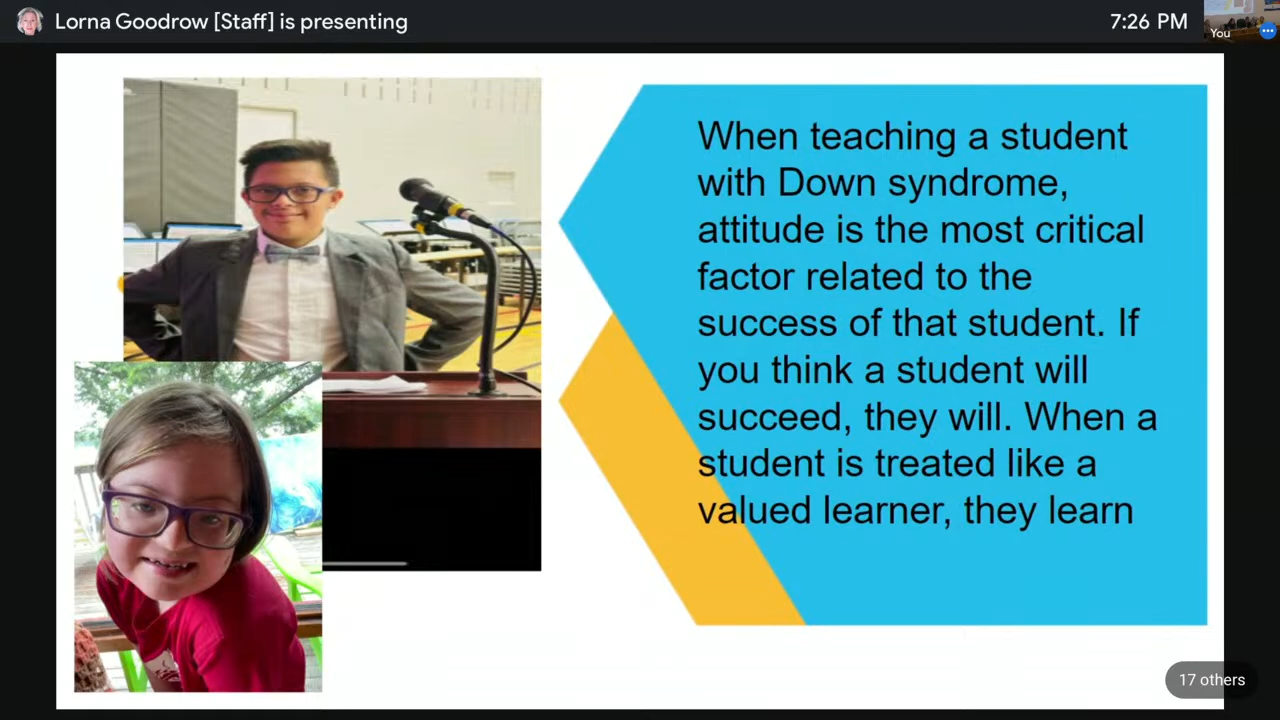 Lorna Goodrow [Staff] is presenting
7:26 PM
You
When teaching a student
with Down syndrome,
attitude is the most critical
factor related to the
success of that student. If
you think a student will
succeed, they will. When a
student is treated like a
valued learner, they learn
17 others